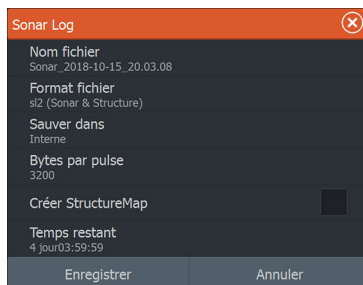 Sonar Log
Nom fichier
Sonar_2018-10-15_20.03.08
Format fichier
sl2 (Sonar & Structure)
Sauver dans
Interne
Bytes par pulse
3200
Créer StructureMap
Temps restant
4 jour03:59:59
Enregistrer
Annuler